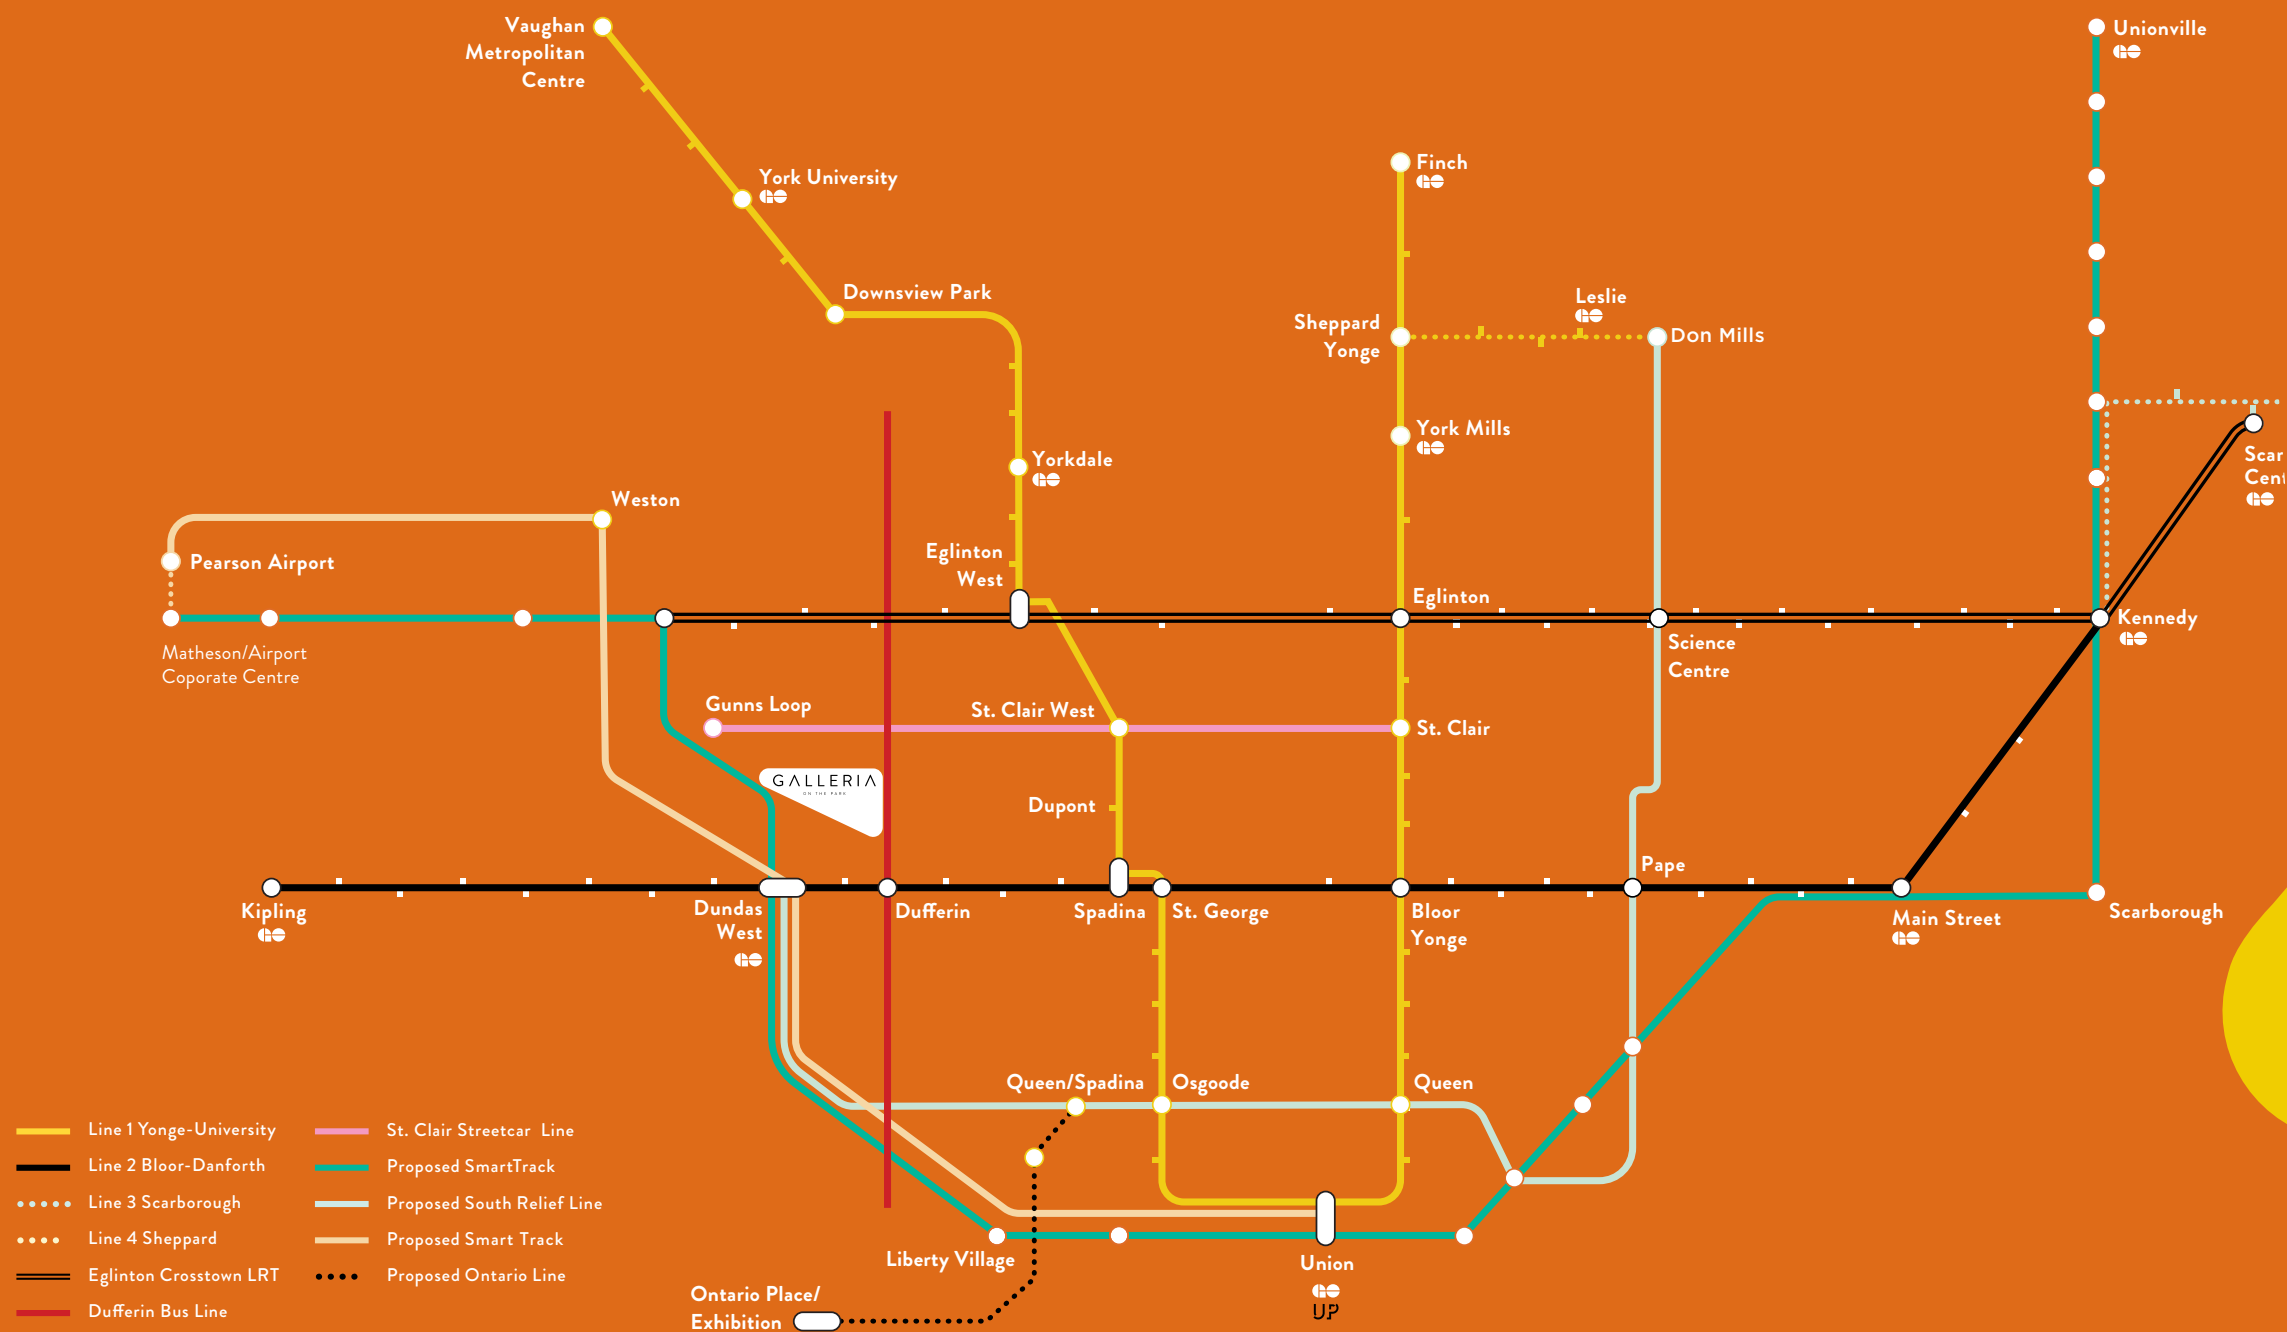 Vaughan
Metropolitan
Centre
Unionville
York University
Finch
Downsview Park
Leslie
Sheppard
Yonge
Don Mills
York Mills
Yorkdale
Scar
Cent
Weston
Eglinton
West
Pearson Airport
Eglinton
Kennedy
Science
Centre
Matheson/Airport
Coporate Centre
Gunns Loop
St. Clair West
St. Clair
GALLERIA
ON THE PARK
Dupont
Pape
Kipling
Dundas
West
Dufferin
Spadina
St. George
Bloor
Yonge
Main Street
Scarborough
Queen/Spadina
Osgoode
Queen
Line 1 Yonge-University
Line 2 Bloor-Danforth
Line 3 Scarborough
Line 4 Sheppard
Eglinton Crosstown LRT
Dufferin Bus Line
St. Clair Streetcar Line
Proposed SmartTrack
Proposed South Relief Line
Proposed Smart Track
Proposed Ontario Line
Liberty Village
Union
UP
Ontario Place/
Exhibition